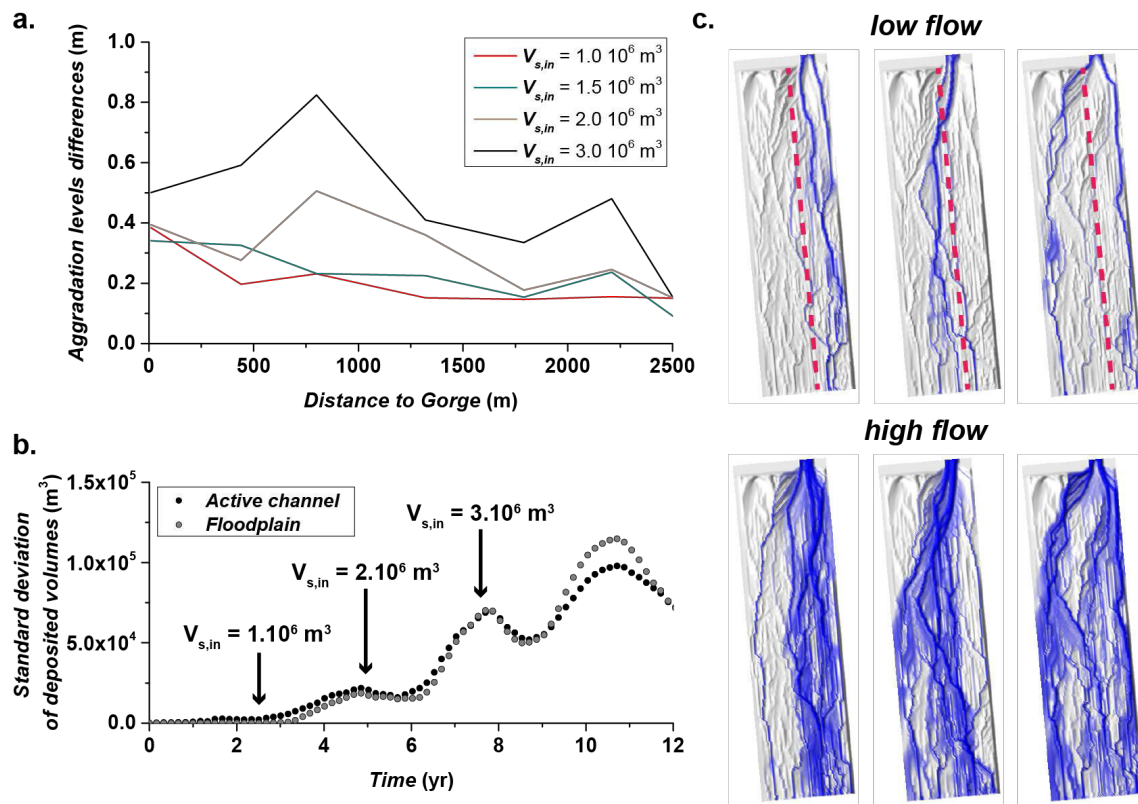 a.
Aggradation levels differences (m)
1.0
0.8
0.6
0.4
0.2
0.0
V_s,in = 1.0 10^6 m^3
V_s,in = 1.5 10^6 m^3
V_s,in = 2.0 10^6 m^3
V_s,in = 3.0 10^6 m^3
0 500 1000 1500 2000 2500
Distance to Gorge (m)
b.
Standard deviation
of deposited volumes (m^3)
1.5x10^5
1.0x10^5
5.0x10^4
0.0
Active channel
Floodplain
V_s,in = 1.10^6 m^3
V_s,in = 2.10^6 m^3
V_s,in = 3.10^6 m^3
0 2 4 6 8 10 12
Time (yr)
c.
low flow
high flow